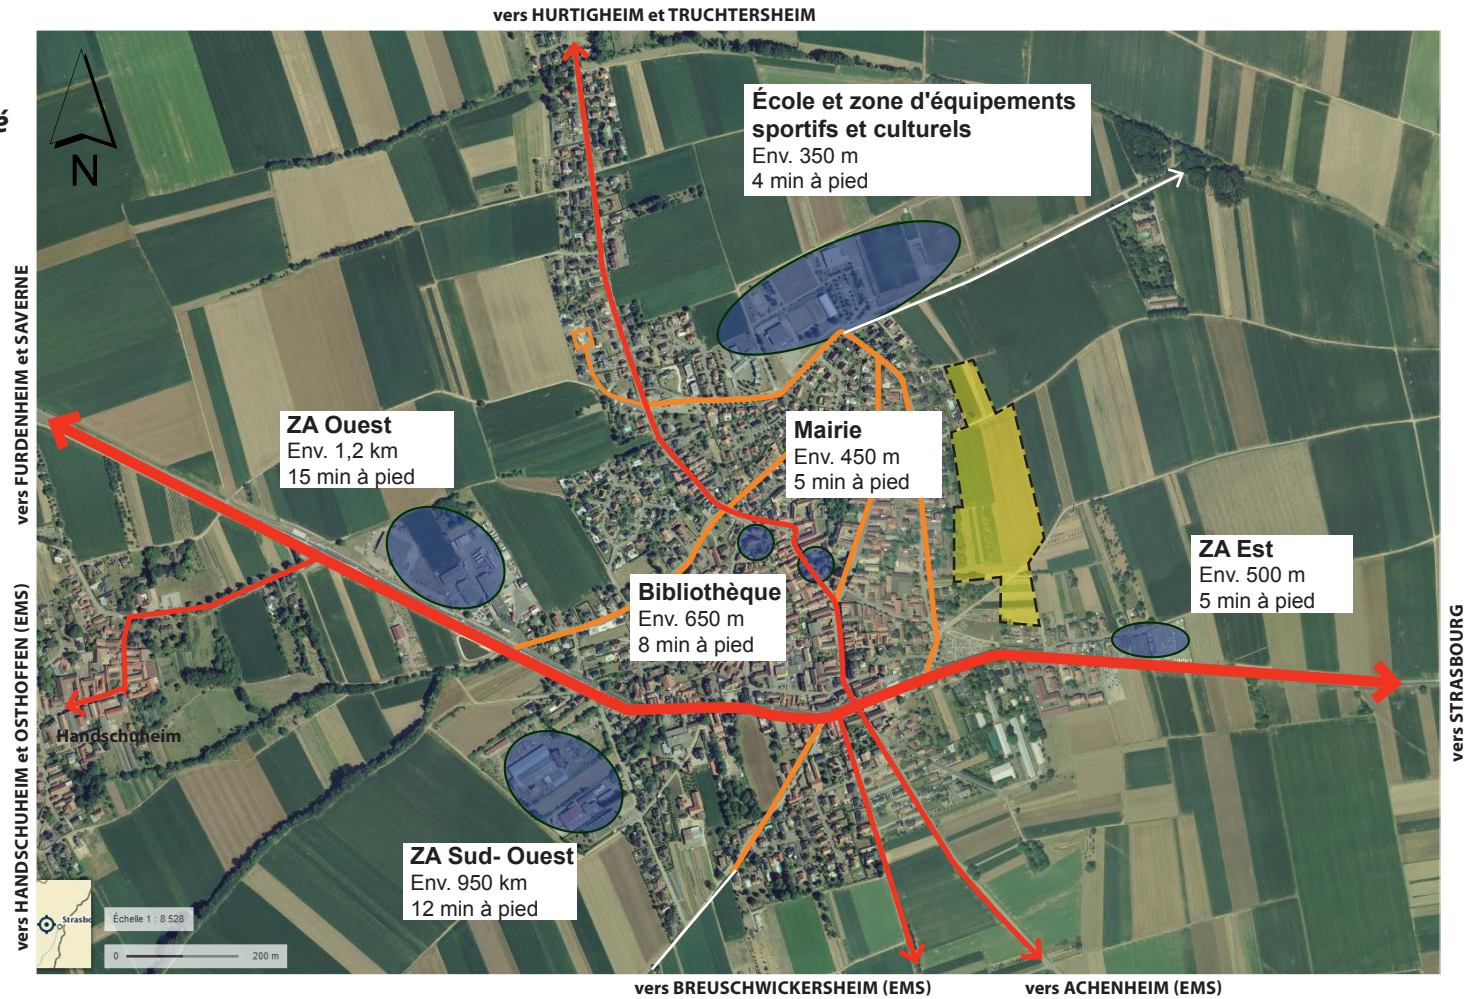 vers HURTIGHEIM et TRUCHTERSHEIM
é
N
École et zone d'équipements
sportifs et culturels
Env. 350 m
4 min à pied
vers FURDENHEIM et SAVERNE
ZA Ouest
Env. 1,2 km
15 min à pied
Mairie
Env. 450 m
5 min à pied
ZA Est
Env. 500 m
5 min à pied
Bibliothèque
Env. 650 m
8 min à pied
vers HANDSCHUHEIM et OSTHOFFEN (EMS)
vers STRASBOURG
Handschuheim
ZA Sud- Ouest
Env. 950 km
12 min à pied
Strasbo
Échelle 1 : 8 528
0 200 m
vers BREUSCHWICKERSHEIM (EMS)
vers ACHENHEIM (EMS)